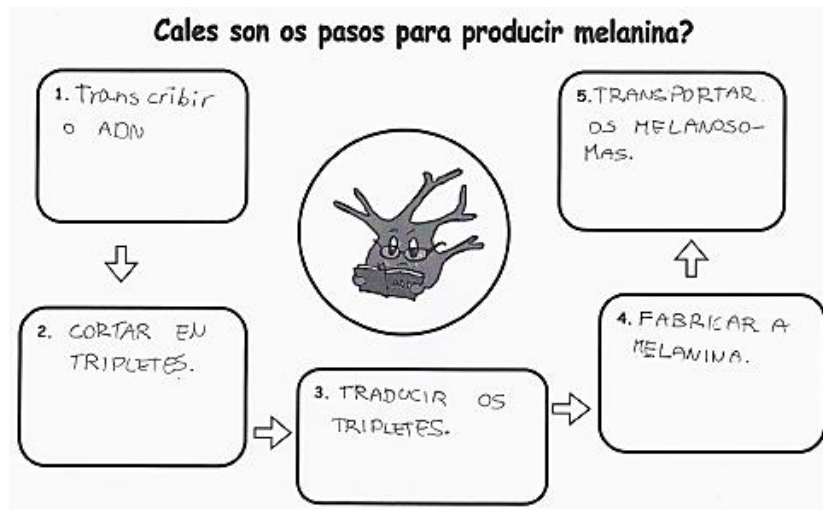 Cales son os pasos para producir melanina?
1. Transcribir
o ADN
2. CORTAR EN
TRIPLETES.
3. TRADUCIR OS
TRIPLETES.
4. FABRICAR A
MELANINA.
5. TRANSPORTAR
OS MELANOSO-
MAS.